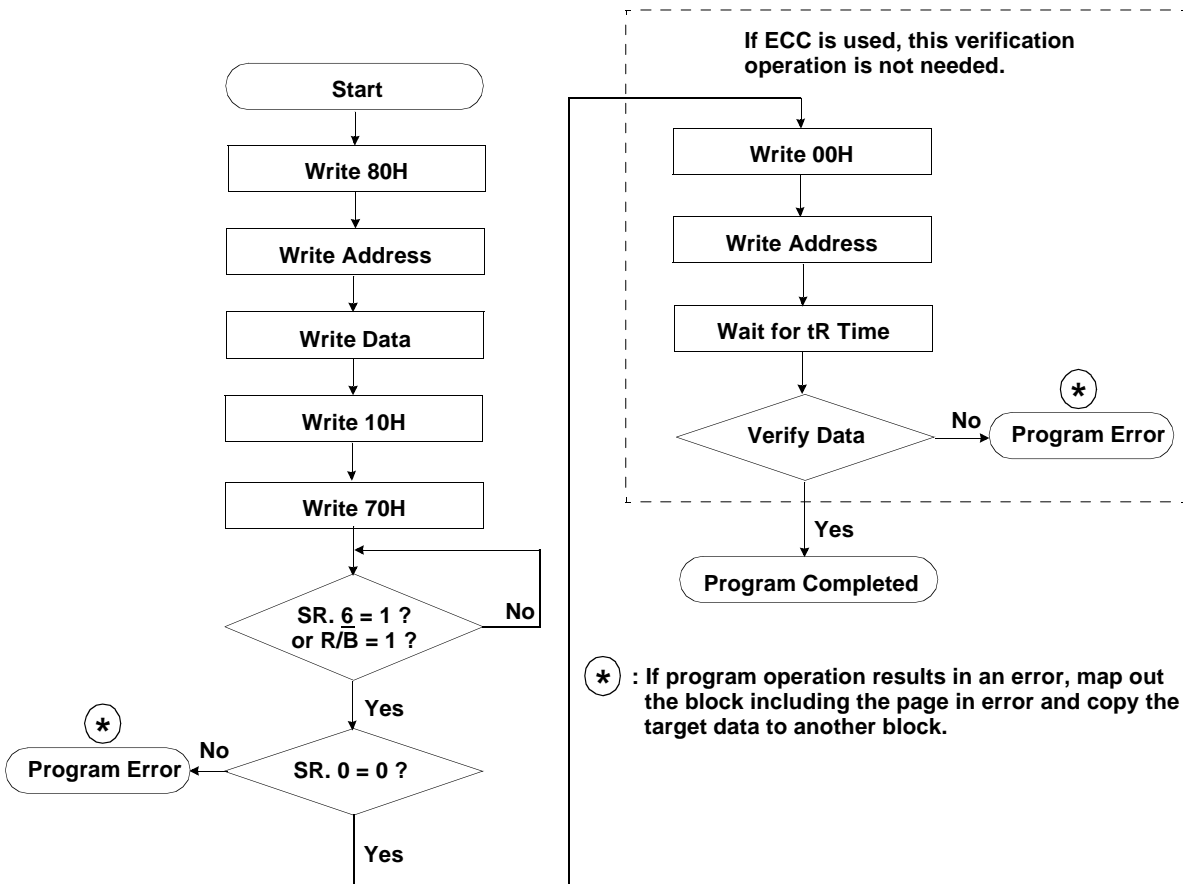 Start
Write 80H
Write Address
Write Data
Write 10H
Write 70H
SR. 6 = 1 ?
or R/B̅ = 1 ?
No
Yes
*
No
Program Error
SR. 0 = 0 ?
Yes
If ECC is used, this verification
operation is not needed.
Write 00H
Write Address
Wait for tR Time
*
Verify Data
No
Program Error
Yes
Program Completed
* : If program operation results in an error, map out
the block including the page in error and copy the
target data to another block.